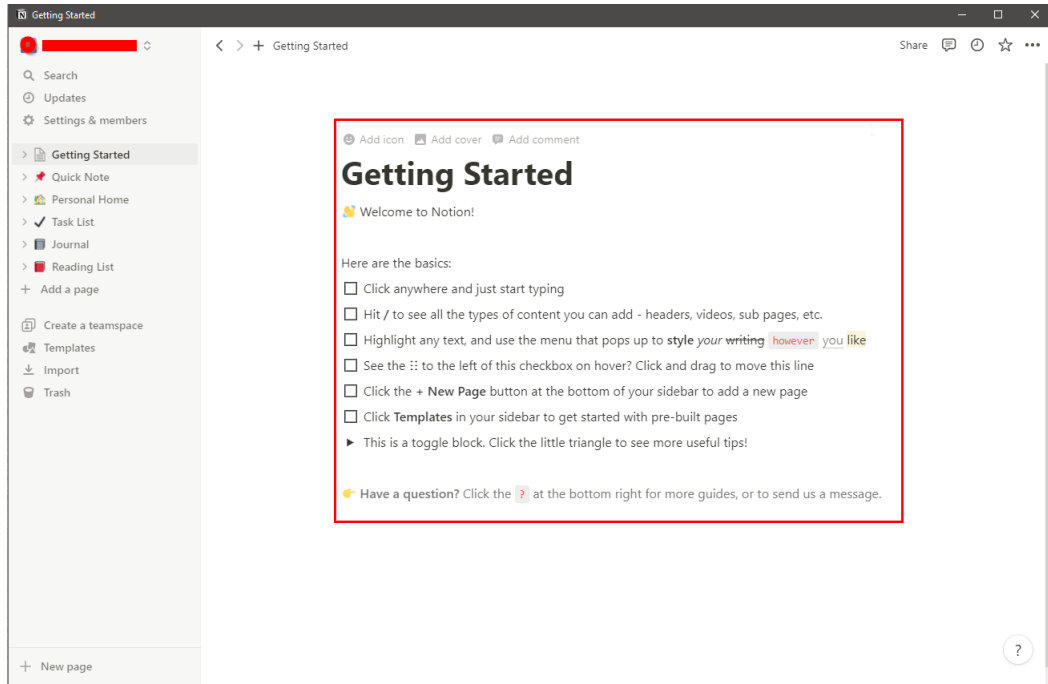 Getting Started
Getting Started
Share
Search
Updates
Settings & members
Getting Started
Quick Note
Personal Home
Task List
Journal
Reading List
+ Add a page
Create a teamspace
Templates
Import
Trash
+ New page
Add icon Add cover Add comment
Getting Started
👋 Welcome to Notion!
Here are the basics:
Click anywhere and just start typing
Hit / to see all the types of content you can add - headers, videos, sub pages, etc.
Highlight any text, and use the menu that pops up to style your writing however you like
See the ⋮⋮ to the left of this checkbox on hover? Click and drag to move this line
Click the + New Page button at the bottom of your sidebar to add a new page
Click Templates in your sidebar to get started with pre-built pages
This is a toggle block. Click the little triangle to see more useful tips!
👉 Have a question? Click the ? at the bottom right for more guides, or to send us a message.
?